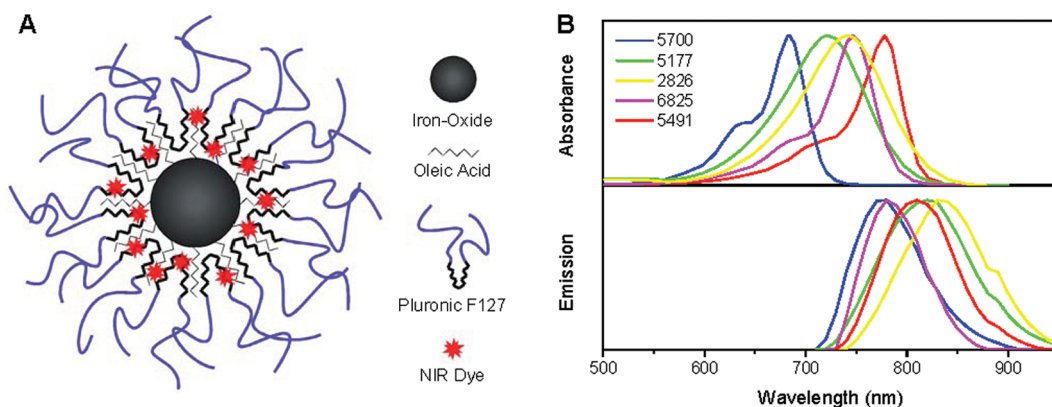 A
Iron-Oxide
Oleic Acid
Pluronic F127
NIR Dye
B
5700
5177
2826
6825
5491
Absorbance
Emission
500 600 700 800 900
Wavelength (nm)